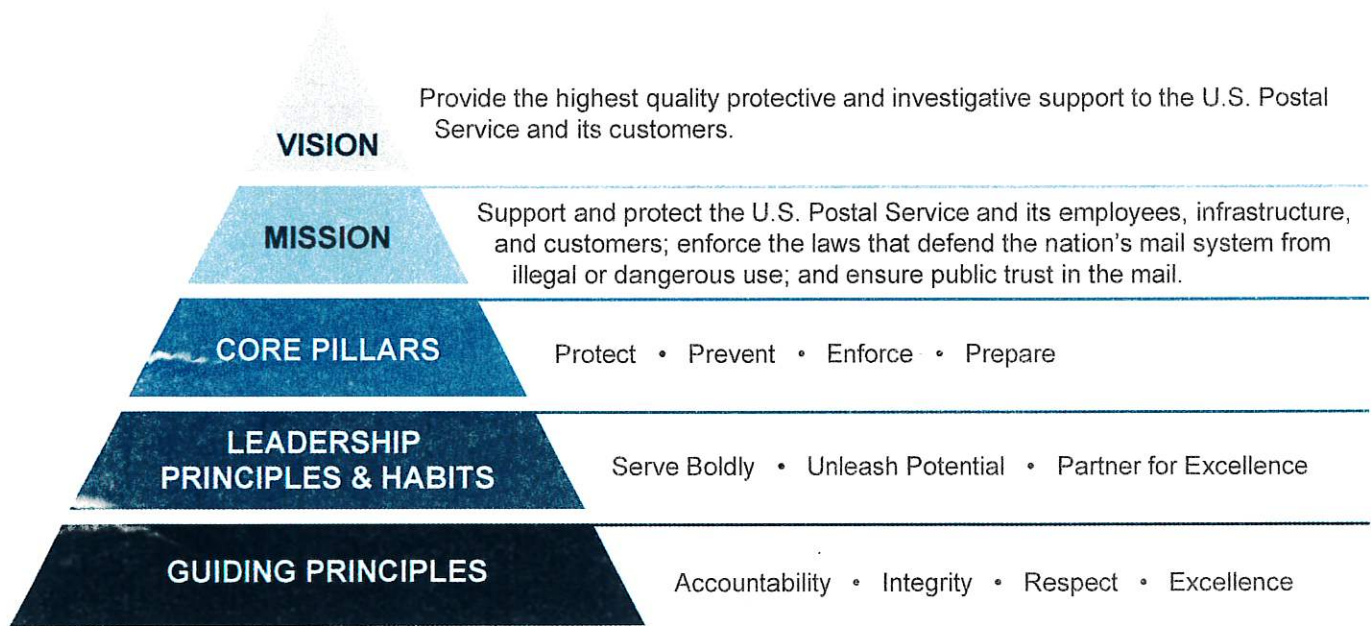 VISION
Provide the highest quality protective and investigative support to the U.S. Postal
Service and its customers.
MISSION
Support and protect the U.S. Postal Service and its employees, infrastructure,
and customers; enforce the laws that defend the nation's mail system from
illegal or dangerous use; and ensure public trust in the mail.
CORE PILLARS
Protect • Prevent • Enforce • Prepare
LEADERSHIP
PRINCIPLES & HABITS
Serve Boldly • Unleash Potential • Partner for Excellence
GUIDING PRINCIPLES
Accountability • Integrity • Respect • Excellence